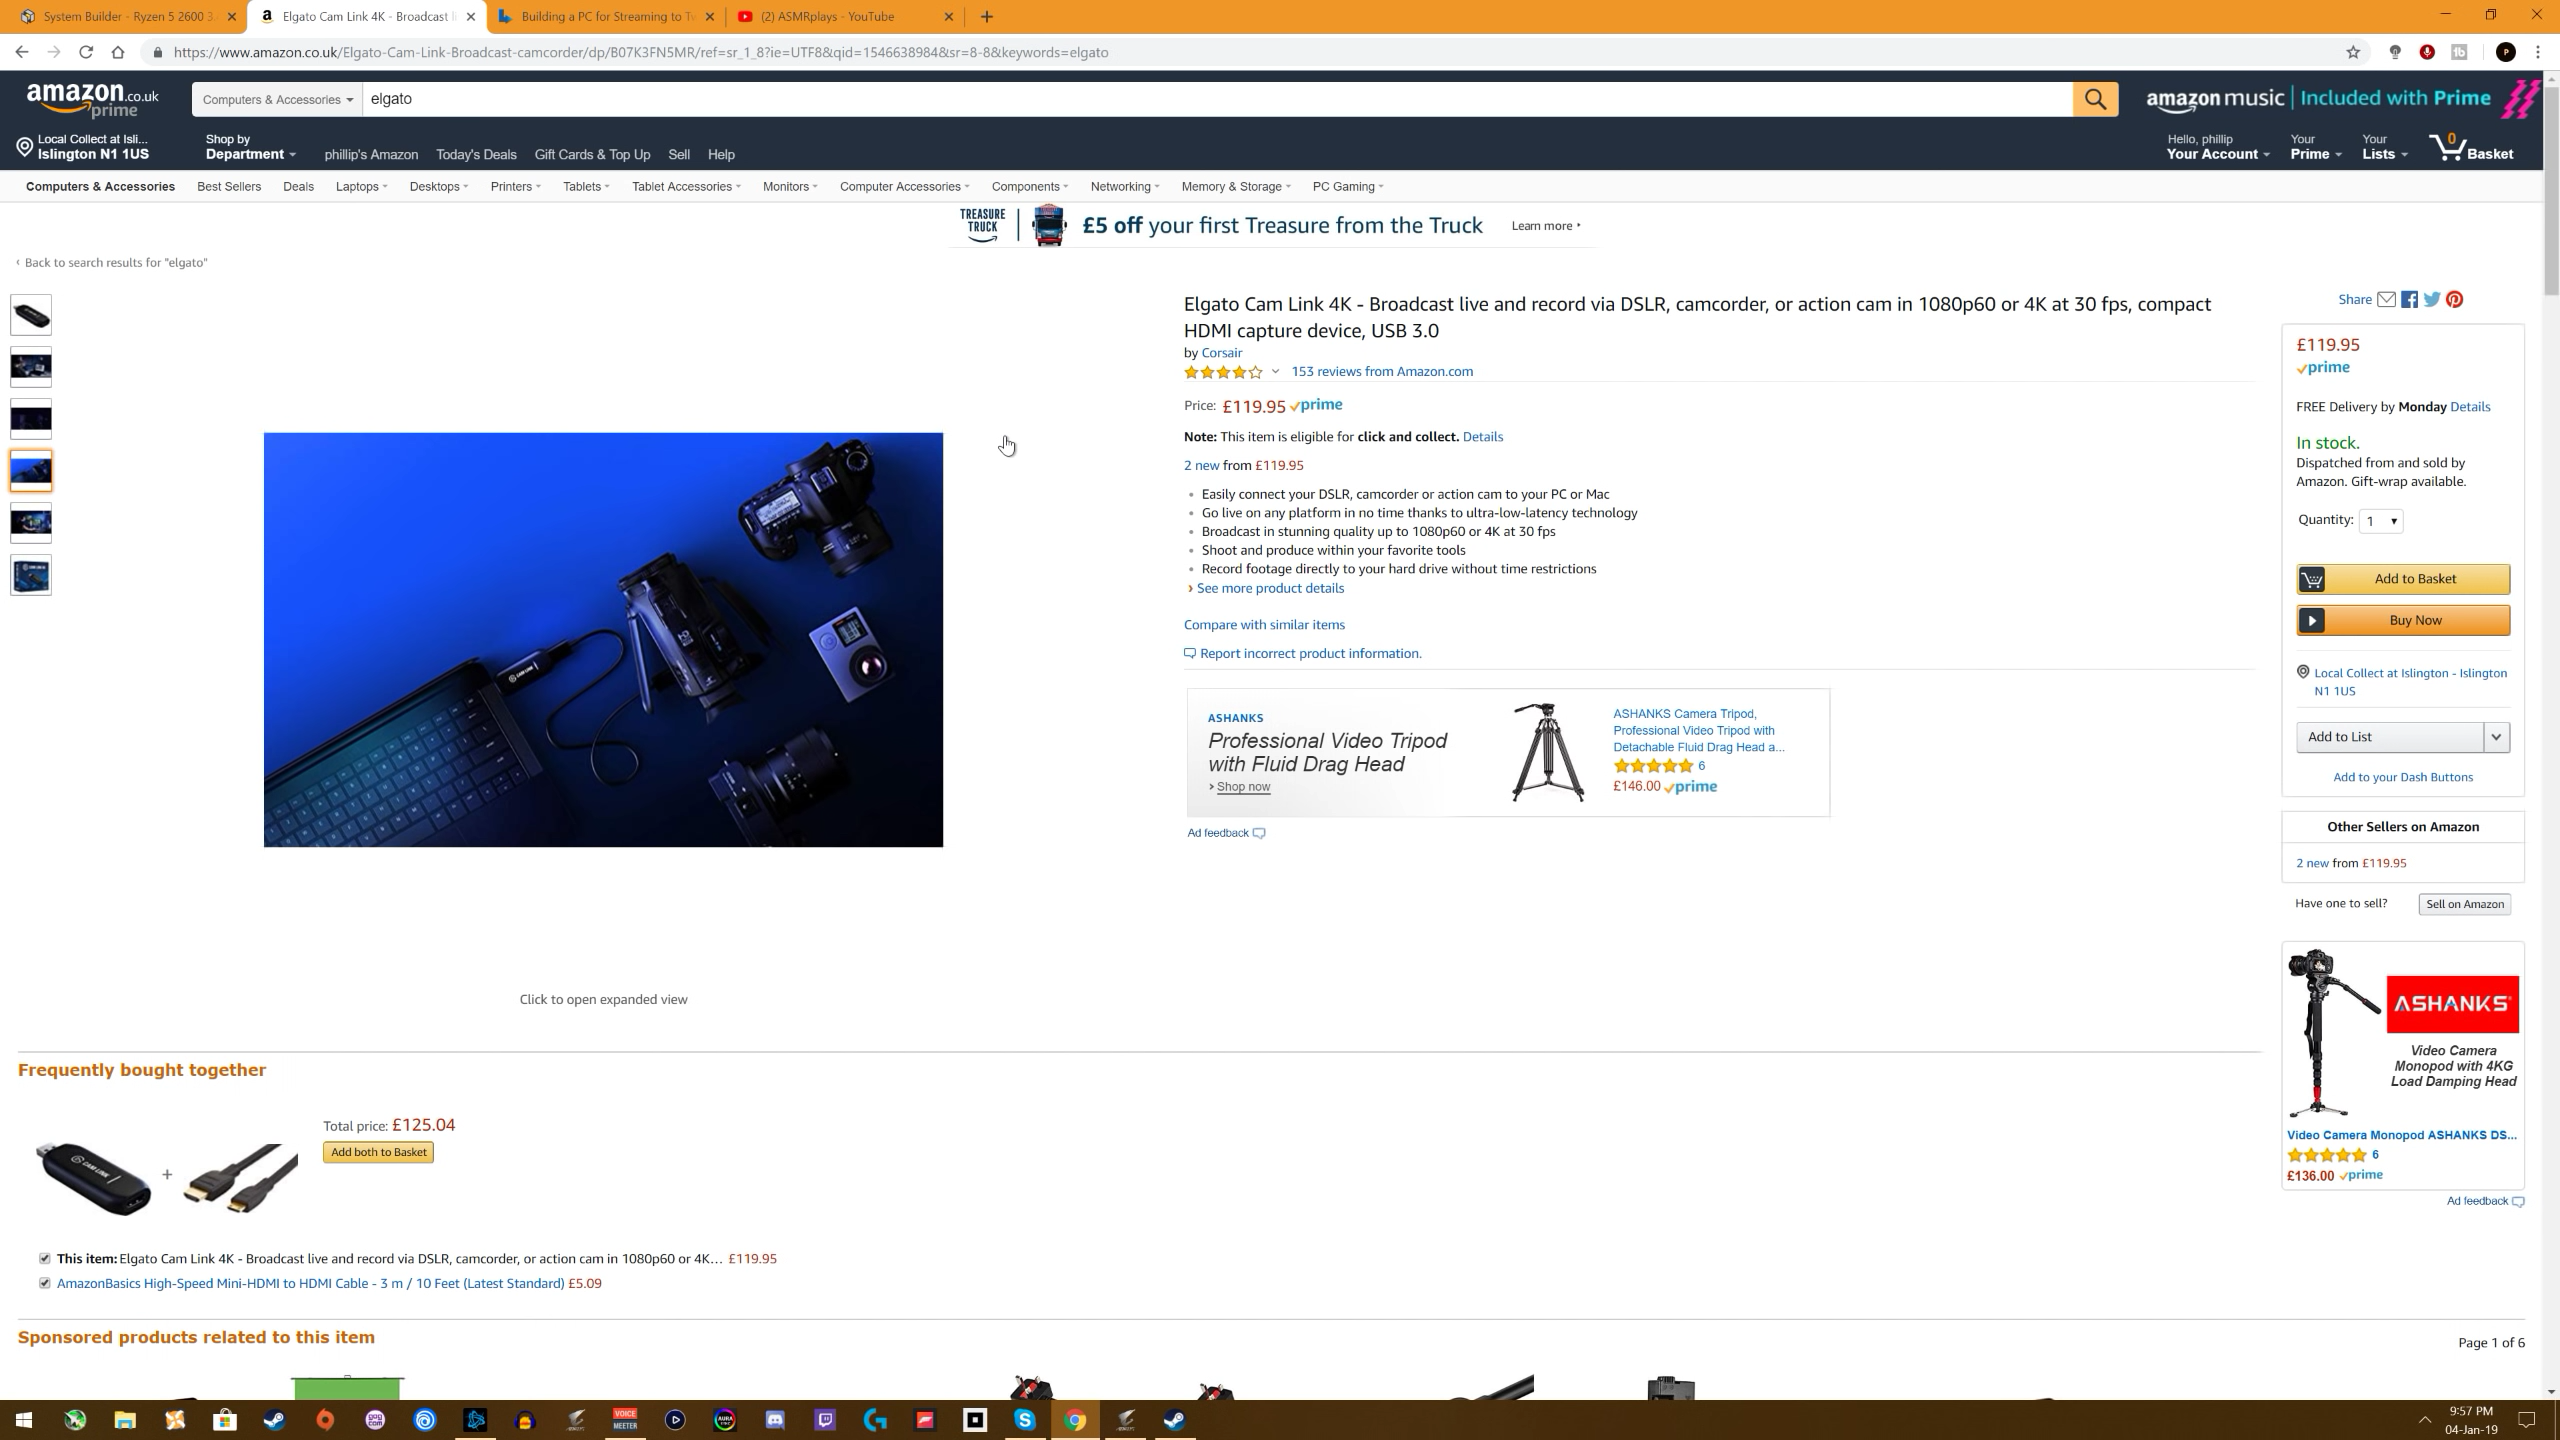 System Builder - Ryzen 5 2600 3.
Elgato Cam Link 4K - Broadcast li
Building a PC for Streaming to Tw
(2) ASMRplays - YouTube
https://www.amazon.co.uk/Elgato-Cam-Link-Broadcast-camcorder/dp/B07K3FN5MR/ref=sr_1_8?ie=UTF8&qid=1546638984&sr=8-8&keywords=elgato
amazon.co.uk
prime
Computers & Accessories
elgato
amazon music | Included with Prime
Local Collect at Isli...
Islington N1 1US
Shop by
Department
phillip's Amazon Today's Deals Gift Cards & Top Up Sell Help
Hello, phillip
Your Account
Your
Prime
Your
Lists
0
Basket
Computers & Accessories Best Sellers Deals Laptops Desktops Printers Tablets Tablet Accessories Monitors Computer Accessories Components Networking Memory & Storage PC Gaming
TREASURE
TRUCK
£5 off your first Treasure from the Truck
Learn more
‹ Back to search results for "elgato"
Elgato Cam Link 4K - Broadcast live and record via DSLR, camcorder, or action cam in 1080p60 or 4K at 30 fps, compact
HDMI capture device, USB 3.0
by Corsair
153 reviews from Amazon.com
Price: £119.95 prime
Note: This item is eligible for click and collect. Details
2 new from £119.95
• Easily connect your DSLR, camcorder or action cam to your PC or Mac
• Go live on any platform in no time thanks to ultra-low-latency technology
• Broadcast in stunning quality up to 1080p60 or 4K at 30 fps
• Shoot and produce within your favorite tools
• Record footage directly to your hard drive without time restrictions
› See more product details
Compare with similar items
Report incorrect product information.
ASHANKS
Professional Video Tripod
with Fluid Drag Head
Shop now
ASHANKS Camera Tripod,
Professional Video Tripod with
Detachable Fluid Drag Head a...
6
£146.00 prime
Ad feedback
CAM LINK
Click to open expanded view
Share
£119.95
prime
FREE Delivery by Monday Details
In stock.
Dispatched from and sold by
Amazon. Gift-wrap available.
Quantity: 1
Add to Basket
Buy Now
Local Collect at Islington - Islington
N1 1US
Add to List
Add to your Dash Buttons
Other Sellers on Amazon
2 new from £119.95
Have one to sell?
Sell on Amazon
ASHANKS
Video Camera
Monopod with 4KG
Load Damping Head
Video Camera Monopod ASHANKS DS...
6
£136.00 prime
Ad feedback
Frequently bought together
CAM LINK
+
Total price: £125.04
Add both to Basket
This item: Elgato Cam Link 4K - Broadcast live and record via DSLR, camcorder, or action cam in 1080p60 or 4K... £119.95
AmazonBasics High-Speed Mini-HDMI to HDMI Cable - 3 m / 10 Feet (Latest Standard) £5.09
Sponsored products related to this item
Page 1 of 6
VOICE
MEETER
AURA
9:57 PM
04-Jan-19